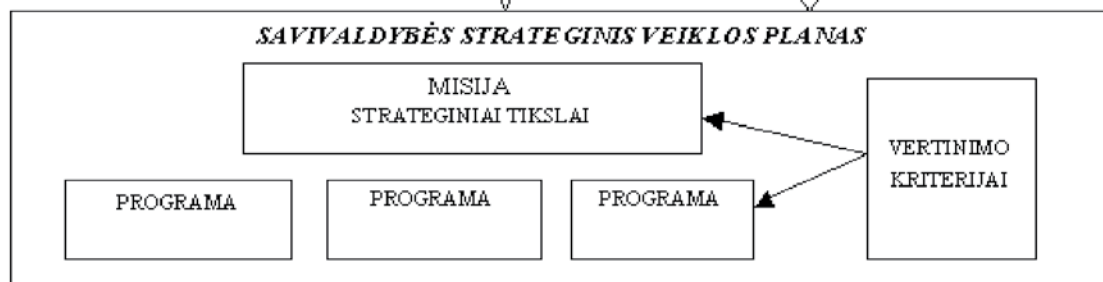 SAVIVALDYBĖS STRATEGINIS VEIKLOS PLANAS
MISIJA
STRATEGINIAI TIKSLAI
VERTINIMO
KRITERIJAI
PROGRAMA
PROGRAMA
PROGRAMA